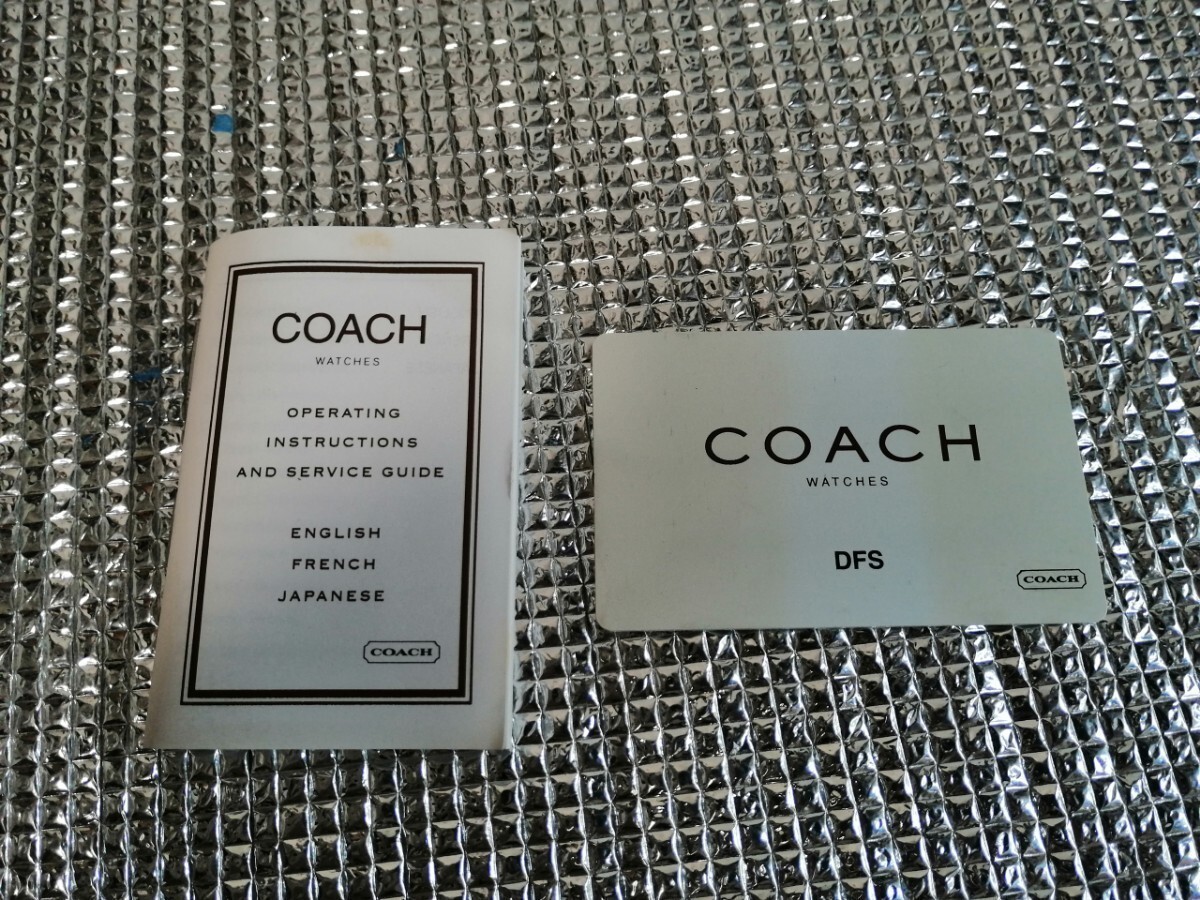 COACH
WATCHES
OPERATING
INSTRUCTIONS
AND SERVICE GUIDE
ENGLISH
FRENCH
JAPANESE
COACH
COACH
WATCHES
DFS
COACH